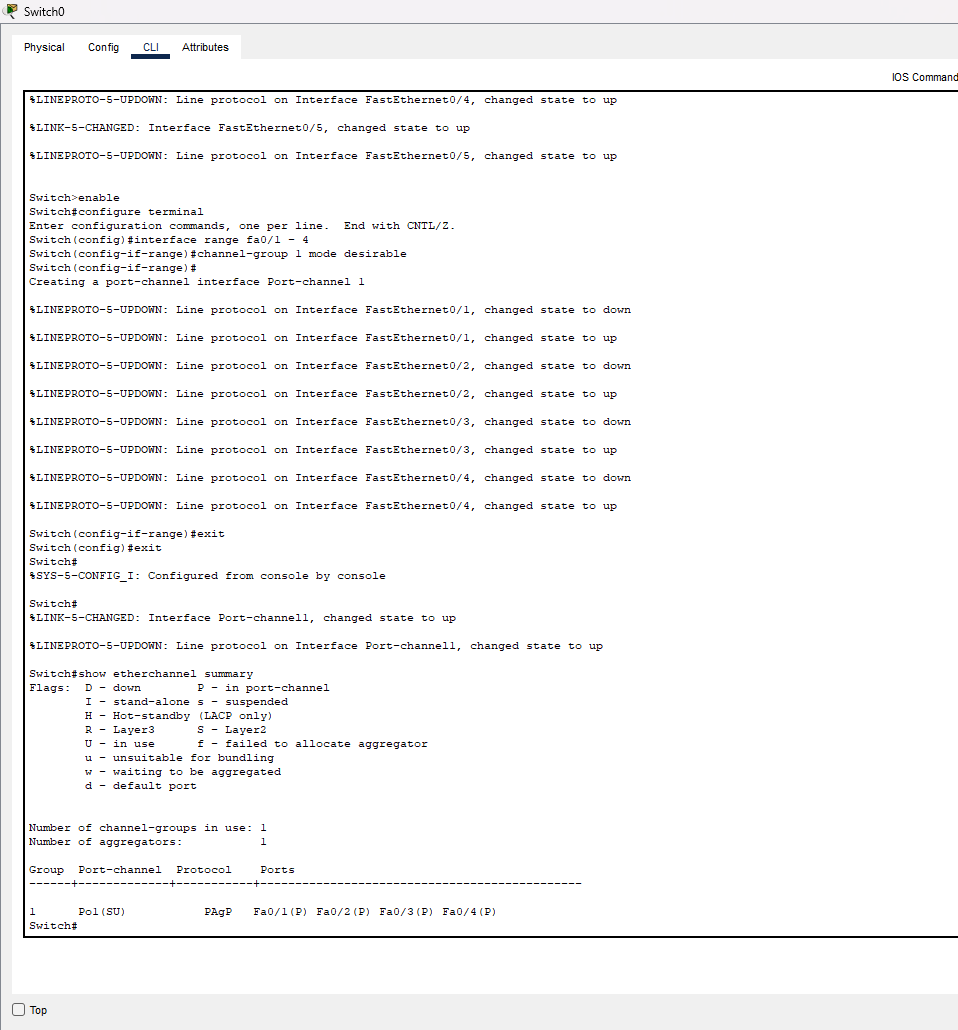 Switch0
Physical Config CLI Attributes
IOS Command
%LINEPROTO-5-UPDOWN: Line protocol on Interface FastEthernet0/4, changed state to up
%LINK-5-CHANGED: Interface FastEthernet0/5, changed state to up
%LINEPROTO-5-UPDOWN: Line protocol on Interface FastEthernet0/5, changed state to up
Switch>enable
Switch#configure terminal
Enter configuration commands, one per line.  End with CNTL/Z.
Switch(config)#interface range fa0/1 - 4
Switch(config-if-range)#channel-group 1 mode desirable
Switch(config-if-range)#
Creating a port-channel interface Port-channel 1
%LINEPROTO-5-UPDOWN: Line protocol on Interface FastEthernet0/1, changed state to down
%LINEPROTO-5-UPDOWN: Line protocol on Interface FastEthernet0/1, changed state to up
%LINEPROTO-5-UPDOWN: Line protocol on Interface FastEthernet0/2, changed state to down
%LINEPROTO-5-UPDOWN: Line protocol on Interface FastEthernet0/2, changed state to up
%LINEPROTO-5-UPDOWN: Line protocol on Interface FastEthernet0/3, changed state to down
%LINEPROTO-5-UPDOWN: Line protocol on Interface FastEthernet0/3, changed state to up
%LINEPROTO-5-UPDOWN: Line protocol on Interface FastEthernet0/4, changed state to down
%LINEPROTO-5-UPDOWN: Line protocol on Interface FastEthernet0/4, changed state to up
Switch(config-if-range)#exit
Switch(config)#exit
Switch#
%SYS-5-CONFIG_I: Configured from console by console
Switch#
%LINK-5-CHANGED: Interface Port-channel1, changed state to up
%LINEPROTO-5-UPDOWN: Line protocol on Interface Port-channel1, changed state to up
Switch#show etherchannel summary
Flags:  D - down        P - in port-channel
        I - stand-alone s - suspended
        H - Hot-standby (LACP only)
        R - Layer3      S - Layer2
        U - in use      f - failed to allocate aggregator
        u - unsuitable for bundling
        w - waiting to be aggregated
        d - default port
Number of channel-groups in use: 1
Number of aggregators:           1
Group  Port-channel  Protocol    Ports
------+-------------+-----------+----------------------------------------------
1      Po1(SU)           PAgP   Fa0/1(P) Fa0/2(P) Fa0/3(P) Fa0/4(P)
Switch#
Top